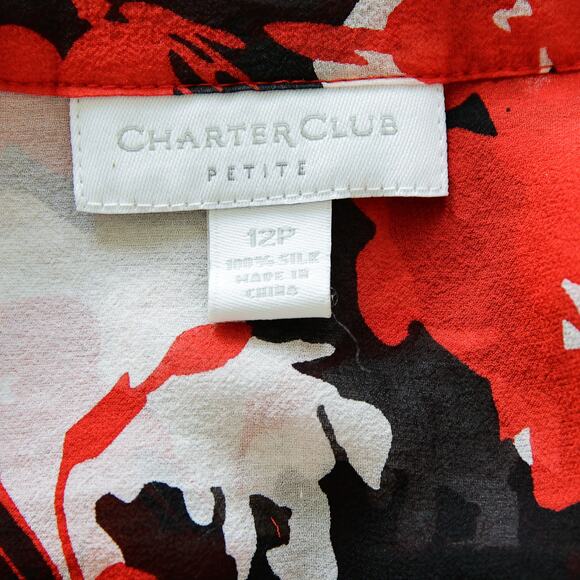 CHARTER CLUB
PETITE
12P
100% SILK
MADE IN
CHINA